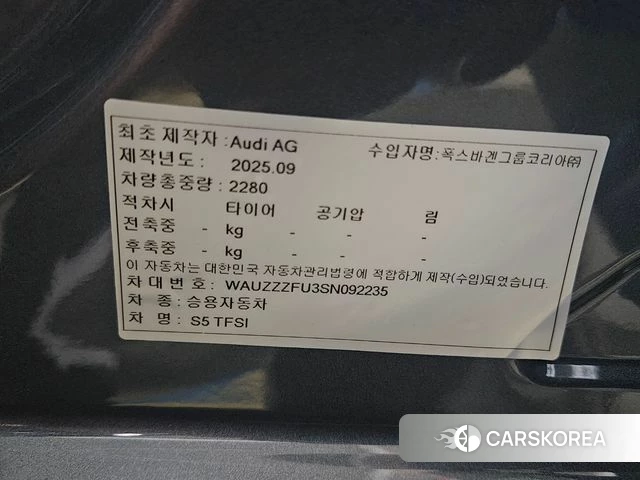 최초 제작자 : Audi AG 수입자명 : 폭스바겐그룹코리아㈜
제작년도 : 2025.09
차량총중량 : 2280
적차시 타이어 공기압 림
전축중 - kg - - -
후축중 - kg - - -
이 자동차는 대한민국 자동차관리법령에 적합하게 제작(수입)되었습니다.
차대번호 : WAUZZZFU3SN092235
차 종 : 승용자동차
차 명 : S5 TFSI
CARSKOREA